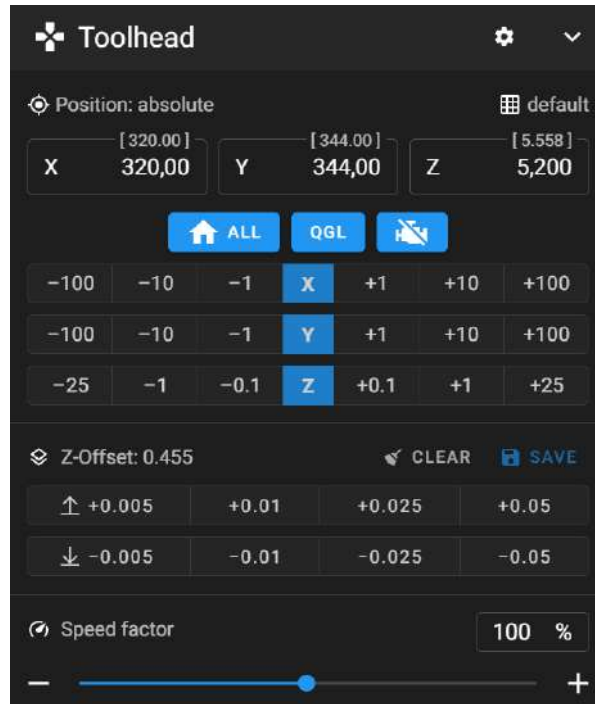 Toolhead
Position: absolute default
[ 320.00 ] [ 344.00 ] [ 5.558 ]
X 320,00 Y 344,00 Z 5,200
ALL QGL
−100 −10 −1 X +1 +10 +100
−100 −10 −1 Y +1 +10 +100
−25 −1 −0.1 Z +0.1 +1 +25
Z-Offset: 0.455 CLEAR SAVE
+0.005 +0.01 +0.025 +0.05
−0.005 −0.01 −0.025 −0.05
Speed factor 100 %